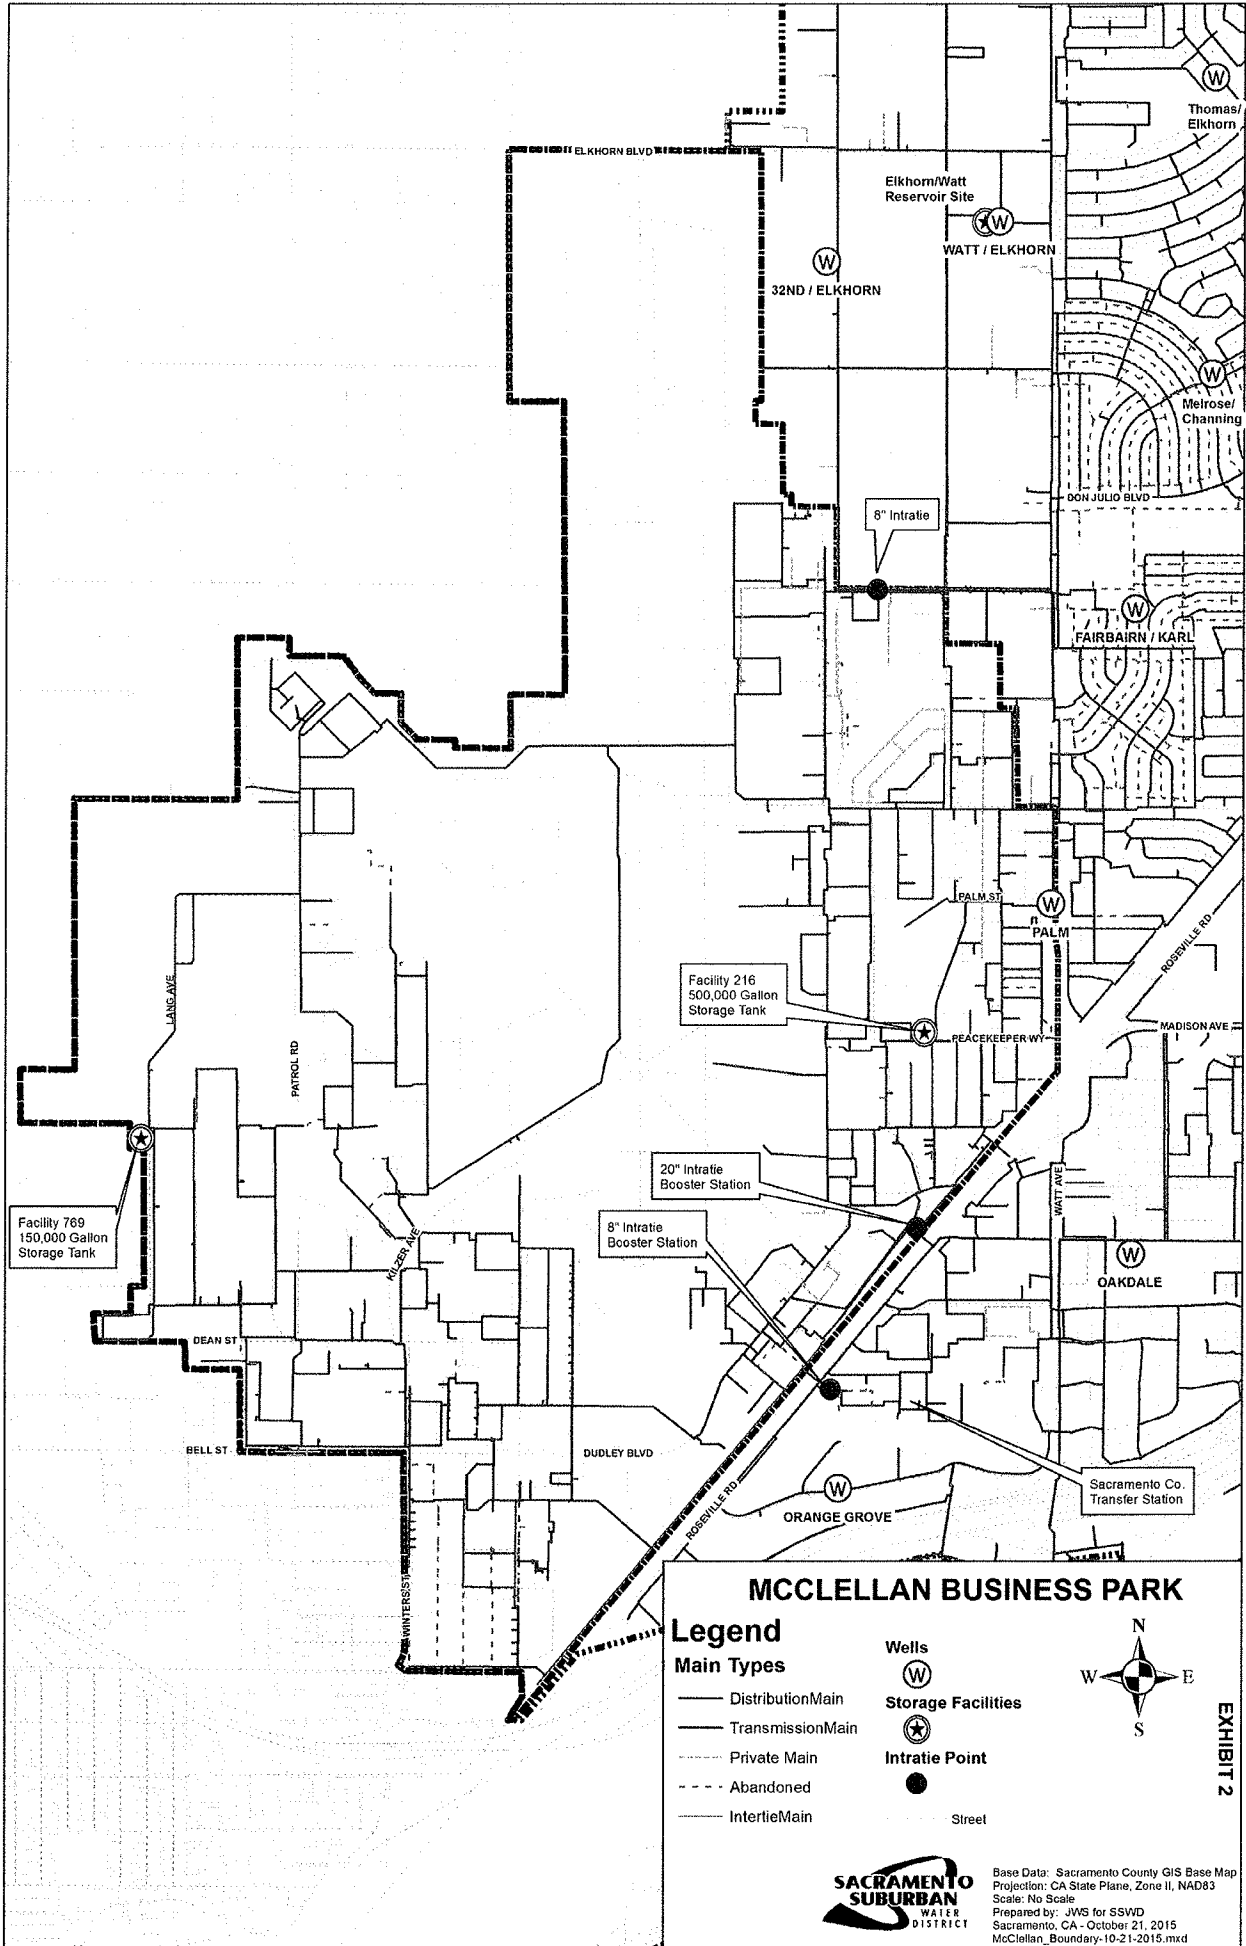 Thomas/
Elkhorn
ELKHORN BLVD
Elkhorn/Watt
Reservoir Site
WATT / ELKHORN
32ND / ELKHORN
Melrose/
Channing
DON JULIO BLVD
8" Intratie
FAIRBAIRN / KARL
PALM ST
PALM
ROSEVILLE RD
LANG AVE
PATROL RD
Facility 216
500,000 Gallon
Storage Tank
PEACEKEEPER WY
MADISON AVE
20" Intratie
Booster Station
WATT AVE
Facility 769
150,000 Gallon
Storage Tank
8" Intratie
Booster Station
KILZER AVE
OAKDALE
DEAN ST
BELL ST
DUDLEY BLVD
ROSEVILLE RD
ORANGE GROVE
Sacramento Co.
Transfer Station
WINTERS ST
MCCLELLAN BUSINESS PARK
Legend
Main Types
DistributionMain
TransmissionMain
Private Main
Abandoned
IntertieMain
Wells
W
Storage Facilities
Intratie Point
Street
N
W E
S
EXHIBIT 2
SACRAMENTO
SUBURBAN
WATER
DISTRICT
Base Data: Sacramento County GIS Base Map
Projection: CA State Plane, Zone II, NAD83
Scale: No Scale
Prepared by: JWS for SSWD
Sacramento, CA - October 21, 2015
McClellan_Boundary-10-21-2015.mxd